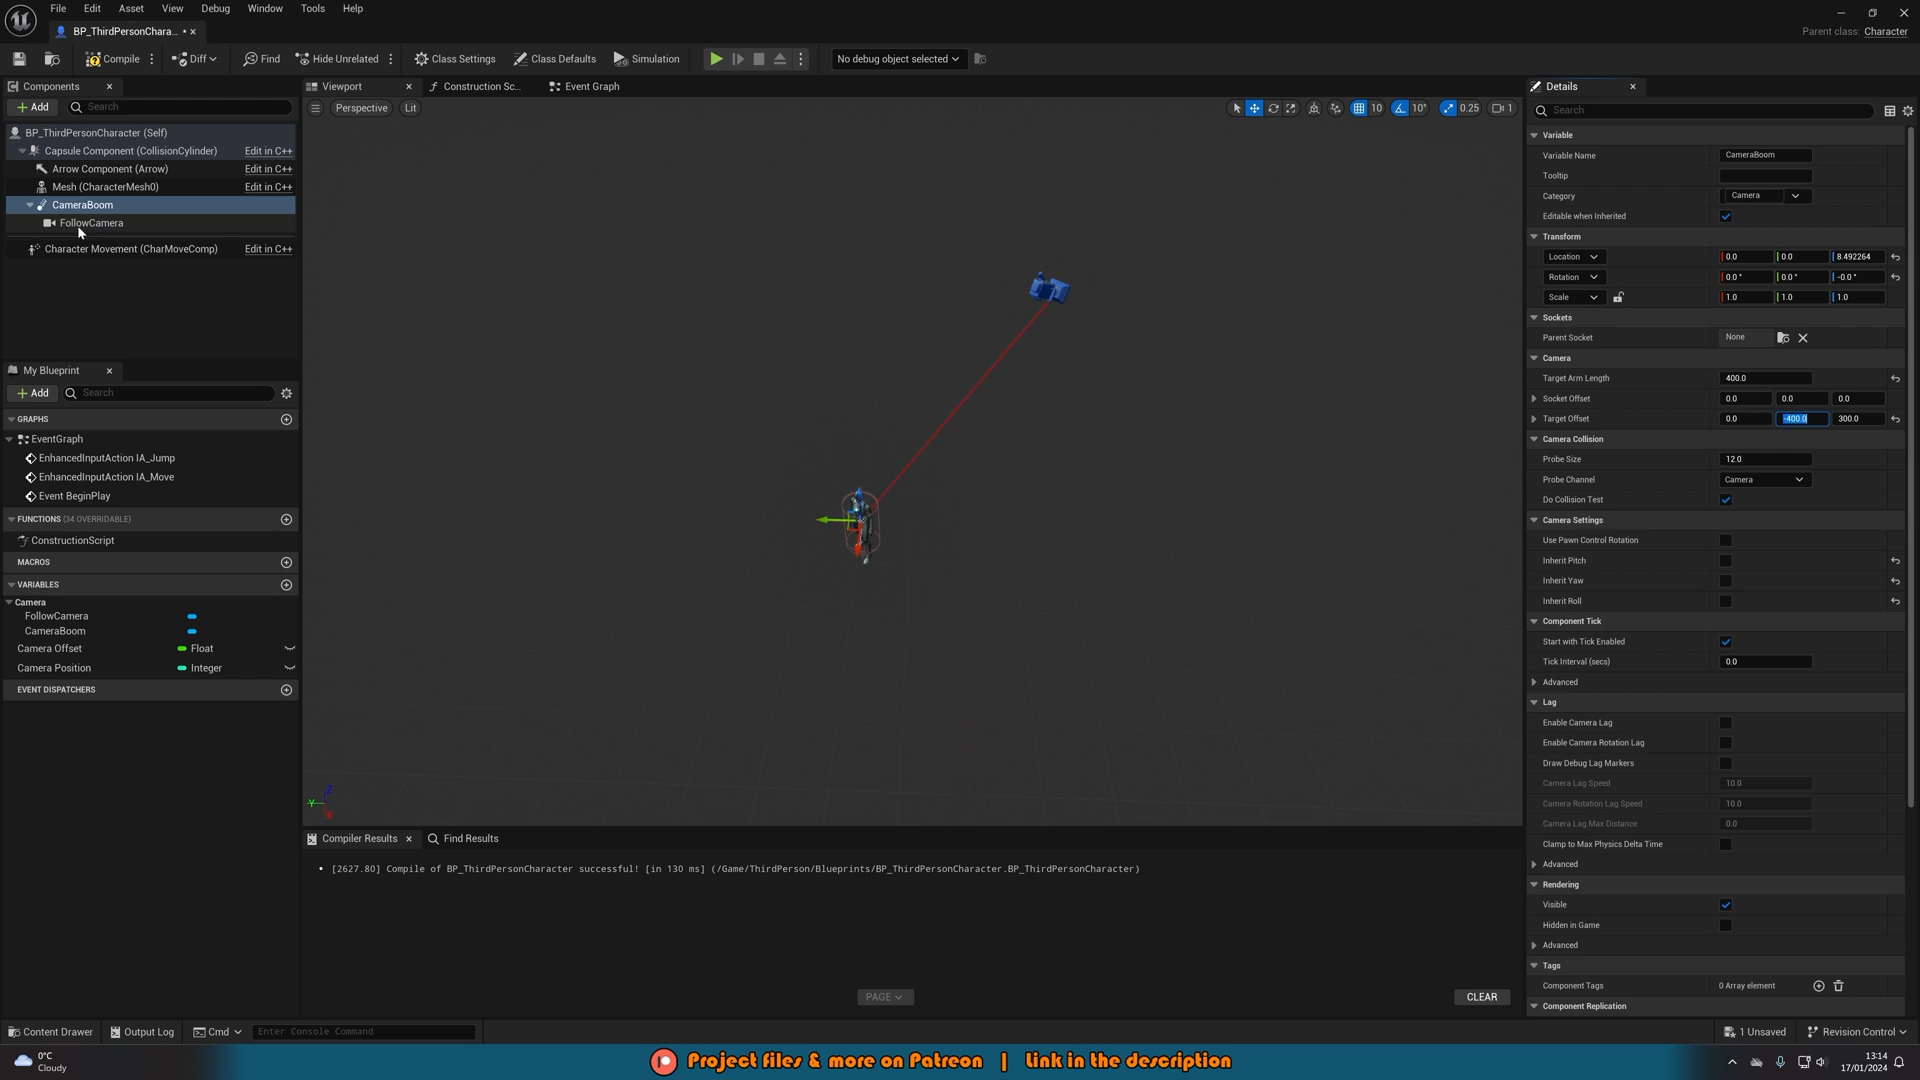 File Edit Asset View Debug Window Tools Help
BP_ThirdPersonChara...
Parent class: Character
Compile Diff Find Hide Unrelated Class Settings Class Defaults Simulation No debug object selected
Components
Add Search
BP_ThirdPersonCharacter (Self)
Capsule Component (CollisionCylinder) Edit in C++
Arrow Component (Arrow) Edit in C++
Mesh (CharacterMesh0) Edit in C++
CameraBoom
FollowCamera
Character Movement (CharMoveComp) Edit in C++
My Blueprint
Add Search
GRAPHS
EventGraph
EnhancedInputAction IA_Jump
EnhancedInputAction IA_Move
Event BeginPlay
FUNCTIONS (34 OVERRIDABLE)
ConstructionScript
MACROS
VARIABLES
Camera
FollowCamera
CameraBoom
Camera Offset Float
Camera Position Integer
EVENT DISPATCHERS
Viewport Construction Sc... Event Graph
Perspective Lit 10 10° 0.25 1
Z
Y
X
Compiler Results Find Results
[2627.80] Compile of BP_ThirdPersonCharacter successful! [in 130 ms] (/Game/ThirdPerson/Blueprints/BP_ThirdPersonCharacter.BP_ThirdPersonCharacter)
PAGE
CLEAR
Details
Search
Variable
Variable Name CameraBoom
Tooltip
Category Camera
Editable when Inherited
Transform
Location 0.0 0.0 8.492264
Rotation 0.0° 0.0° -0.0°
Scale 1.0 1.0 1.0
Sockets
Parent Socket None
Camera
Target Arm Length 400.0
Socket Offset 0.0 0.0 0.0
Target Offset 0.0 -400.0 300.0
Camera Collision
Probe Size 12.0
Probe Channel Camera
Do Collision Test
Camera Settings
Use Pawn Control Rotation
Inherit Pitch
Inherit Yaw
Inherit Roll
Component Tick
Start with Tick Enabled
Tick Interval (secs) 0.0
Advanced
Lag
Enable Camera Lag
Enable Camera Rotation Lag
Draw Debug Lag Markers
Camera Lag Speed 10.0
Camera Rotation Lag Speed 10.0
Camera Lag Max Distance 0.0
Clamp to Max Physics Delta Time
Advanced
Rendering
Visible
Hidden in Game
Advanced
Tags
Component Tags 0 Array element
Component Replication
Content Drawer Output Log Cmd Enter Console Command 1 Unsaved Revision Control
0°C
Cloudy
Project files & more on Patreon | Link in the description
13:14
17/01/2024